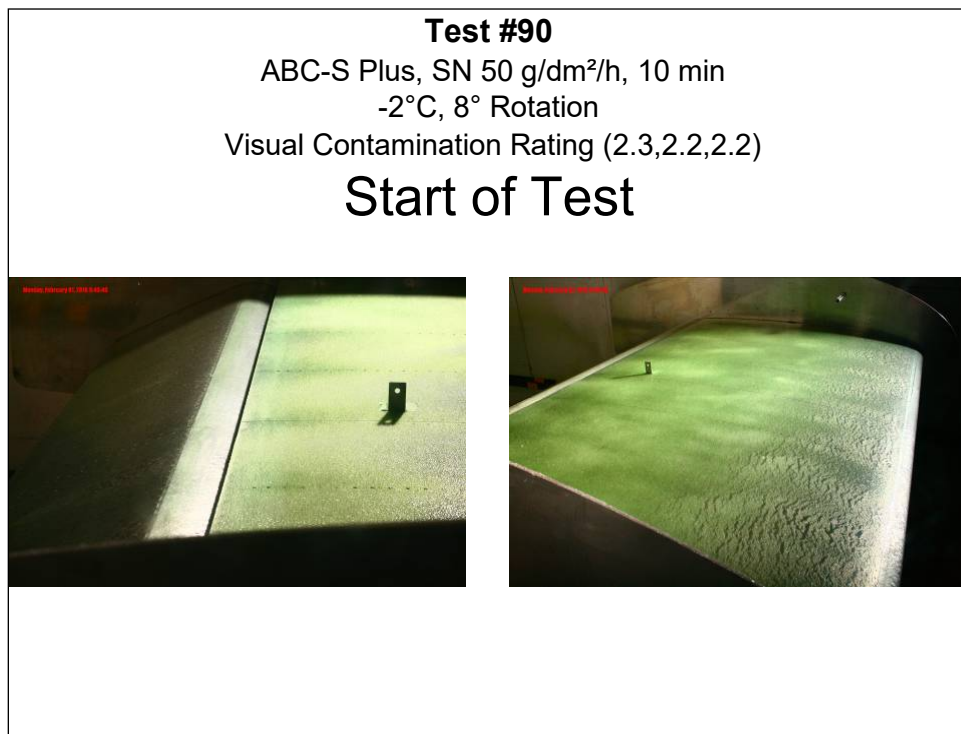 Test #90
ABC-S Plus, SN 50 g/dm²/h, 10 min
-2°C, 8° Rotation
Visual Contamination Rating (2.3,2.2,2.2)
Start of Test